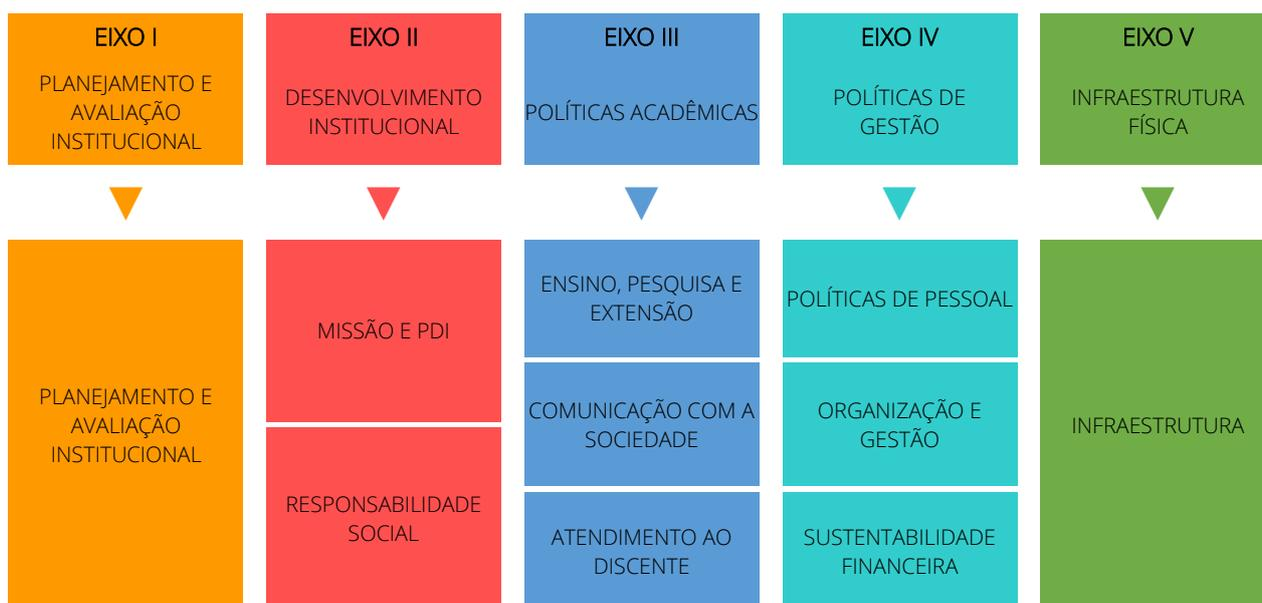 EIXO I
PLANEJAMENTO E
AVALIAÇÃO
INSTITUCIONAL
EIXO II
DESENVOLVIMENTO
INSTITUCIONAL
EIXO III
POLÍTICAS ACADÊMICAS
EIXO IV
POLÍTICAS DE
GESTÃO
EIXO V
INFRAESTRUTURA
FÍSICA
PLANEJAMENTO E
AVALIAÇÃO
INSTITUCIONAL
MISSÃO E PDI
RESPONSABILIDADE
SOCIAL
ENSINO, PESQUISA E
EXTENSÃO
COMUNICAÇÃO COM A
SOCIEDADE
ATENDIMENTO AO
DISCENTE
POLÍTICAS DE PESSOAL
ORGANIZAÇÃO E
GESTÃO
SUSTENTABILIDADE
FINANCEIRA
INFRAESTRUTURA